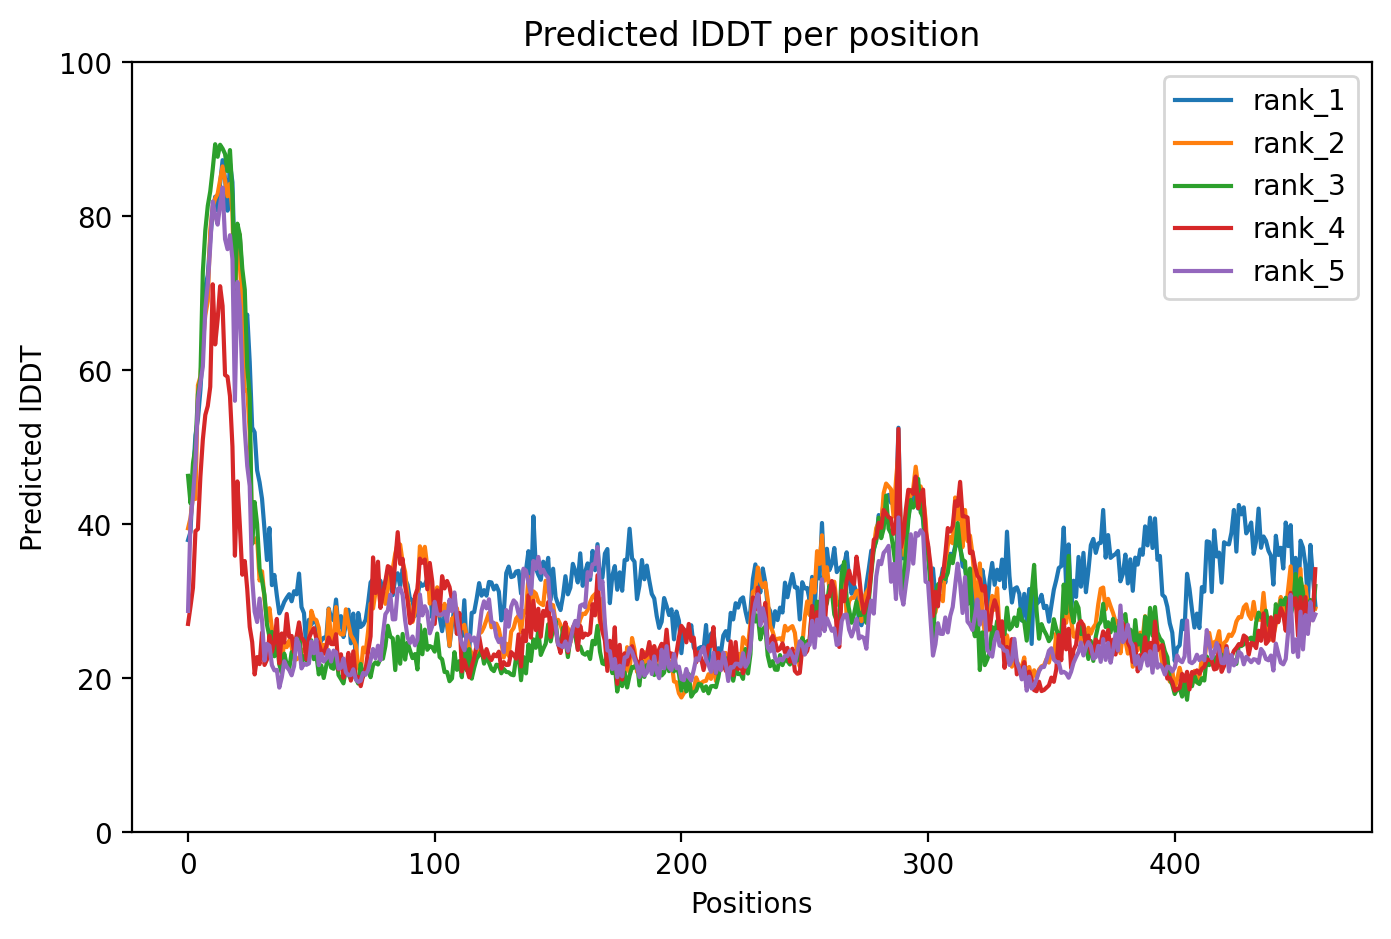 Predicted lDDT per position
100
80
60
40
20
0
Predicted lDDT
0 100 200 300 400
Positions
rank_1
rank_2
rank_3
rank_4
rank_5